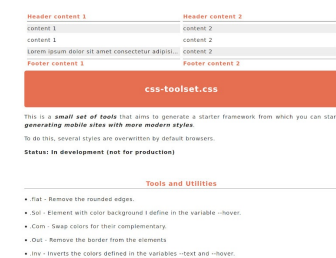 Header content 1 Header content 2
content 1 content 2
content 1 content 2
Lorem ipsum dolor sit amet consectetur adipisi... content 2
Footer content 1 Footer content 2
css-toolset.css
This is a small set of tools that aims to generate a starter framework from which you can star
generating mobile sites with more modern styles.
To do this, several styles are overwritten by default browsers.
Status: In development (not for production)
Tools and Utilities
• .flat - Remove the rounded edges.
• .Sol - Element with color background I define in the variable --hover.
• .Com - Swap colors for their complementary.
• .Out - Remove the border from the elements
• .Inv - Inverts the colors defined in the variables --text and --hover.